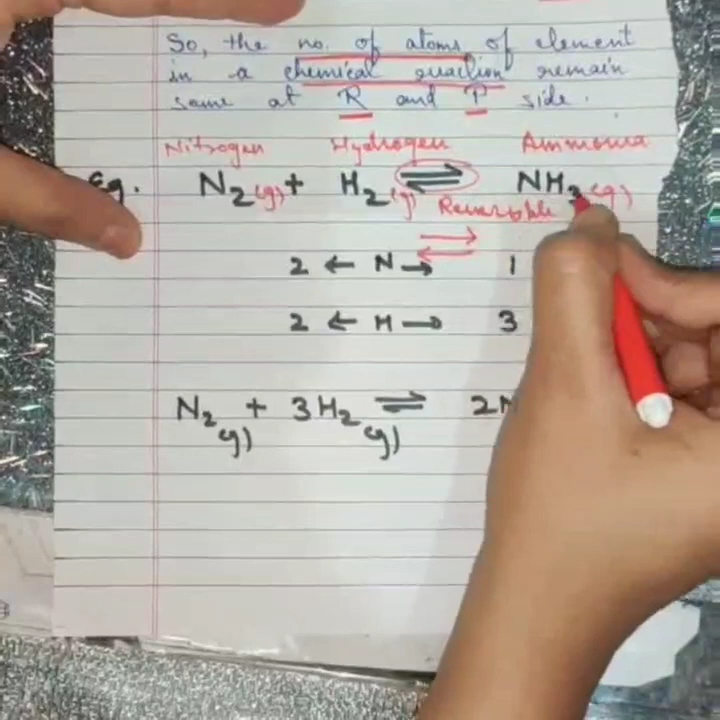 So, the no. of atoms of element
in a chemical reaction remain
same at R and P side.
Nitrogen Hydrogen Ammonia
Eg. N2(g) + H2(g) ⇌ NH3(g)
Reversible
2 ← N → 1
2 ← H → 3
N2(g) + 3H2(g) ⇌ 2N